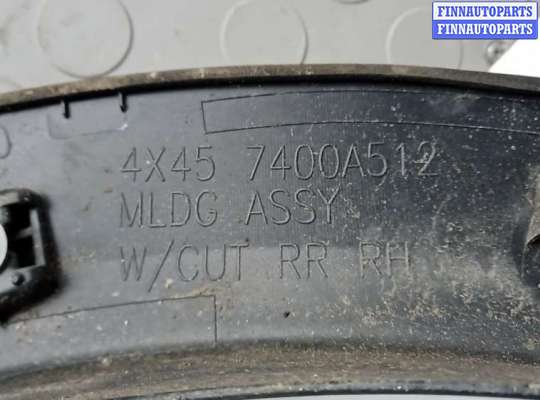 FINNAUTOPARTS
FINNAUTOPARTS
4X45 7400A512
MLDG ASSY
W/CUT RR RH